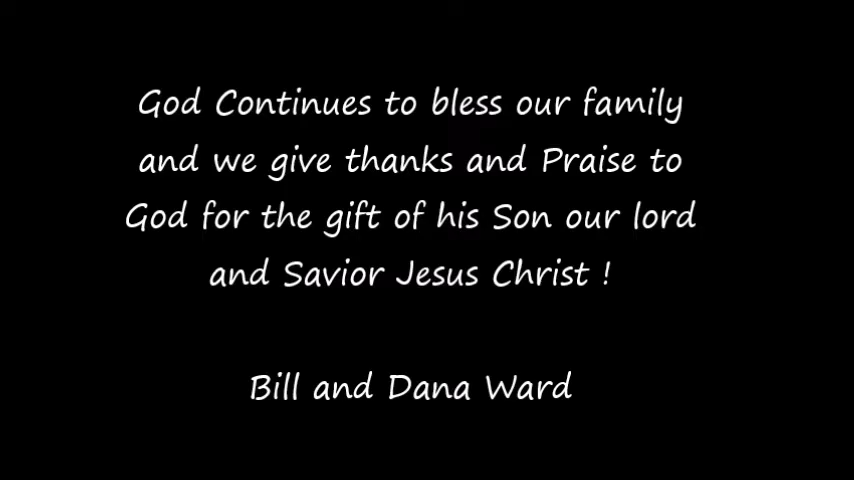 God Continues to bless our family
and we give thanks and Praise to
God for the gift of his Son our lord
and Savior Jesus Christ !
Bill and Dana Ward